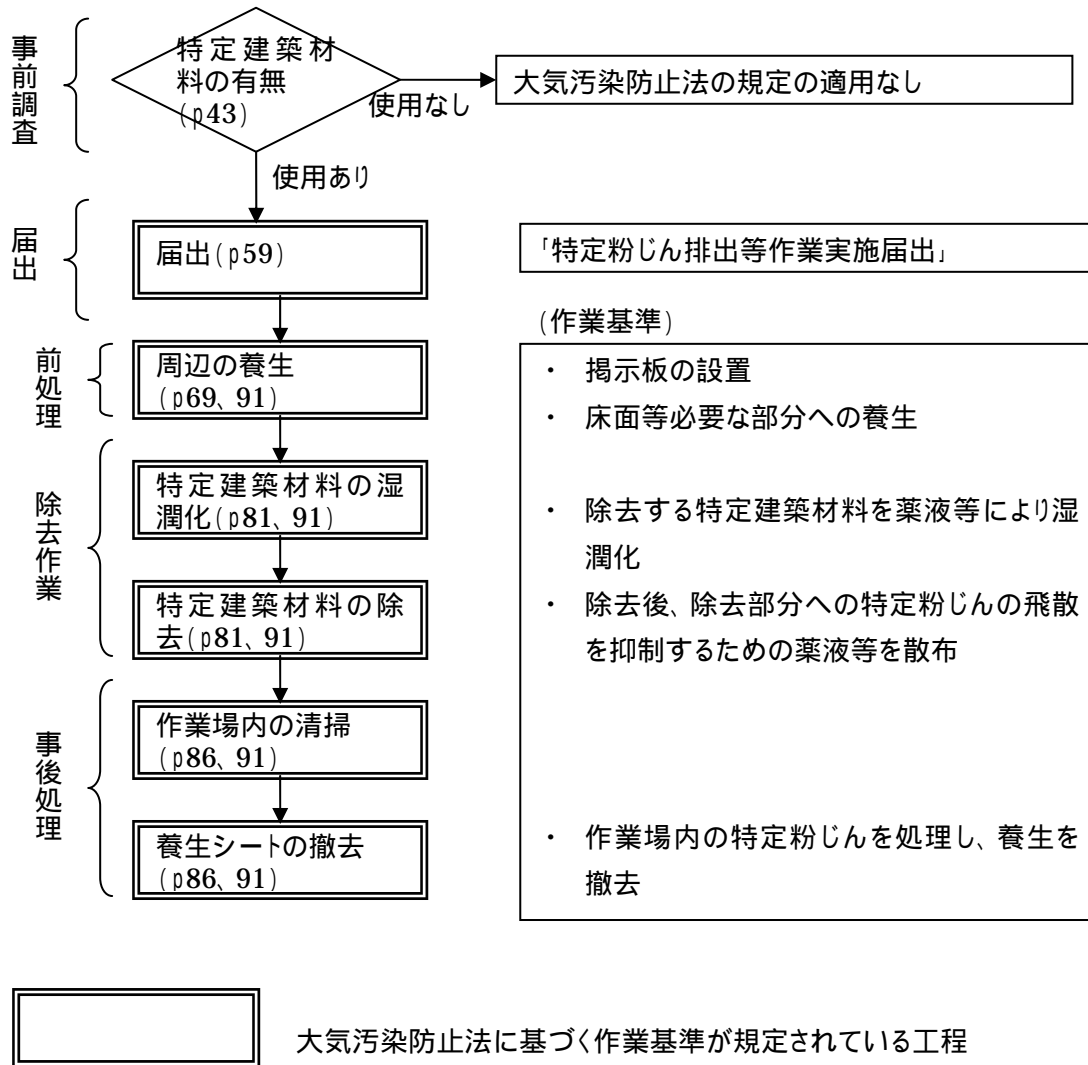 事前調査
特定建築材
料の有無
(p43)
使用なし
大気汚染防止法の規定の適用なし
使用あり
届出
届出(p59)
「特定粉じん排出等作業実施届出」
(作業基準)
前処理
周辺の養生
(p69、91)
・ 掲示板の設置
・ 床面等必要な部分への養生
除去作業
特定建築材料の湿
潤化(p81、91)
・ 除去する特定建築材料を薬液等により湿
潤化
特定建築材料の除
去(p81、91)
・ 除去後、除去部分への特定粉じんの飛散
を抑制するための薬液等を散布
事後処理
作業場内の清掃
(p86、91)
養生シートの撤去
(p86、91)
・ 作業場内の特定粉じんを処理し、養生を
撤去
大気汚染防止法に基づく作業基準が規定されている工程